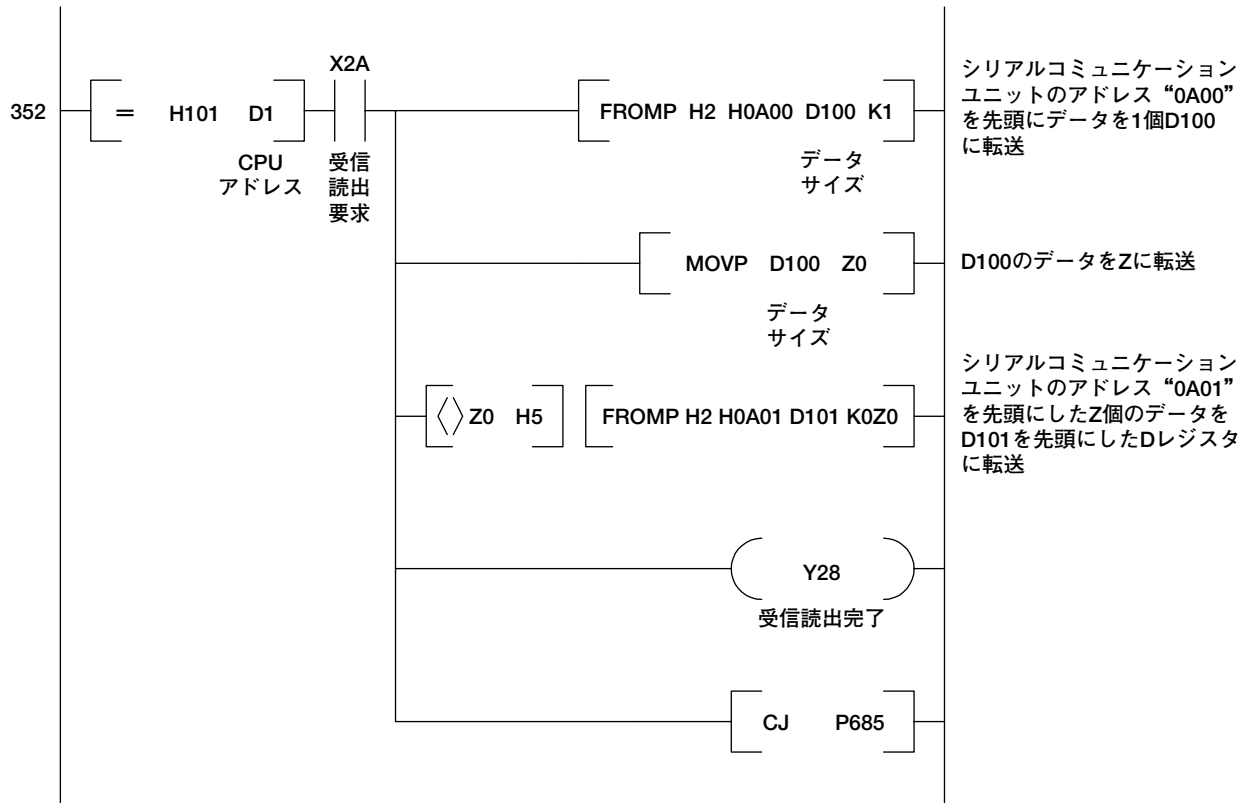 X2A
352
＝ H101 D1
CPU
アドレス
受信
読出
要求
FROMP H2 H0A00 D100 K1
データ
サイズ
シリアルコミュニケーション
ユニットのアドレス“0A00”
を先頭にデータを1個D100
に転送
MOVP D100 Z0
データ
サイズ
D100のデータをZに転送
〈〉Z0 H5
FROMP H2 H0A01 D101 K0Z0
シリアルコミュニケーション
ユニットのアドレス“0A01”
を先頭にしたZ個のデータを
D101を先頭にしたDレジスタ
に転送
Y28
受信読出完了
CJ P685